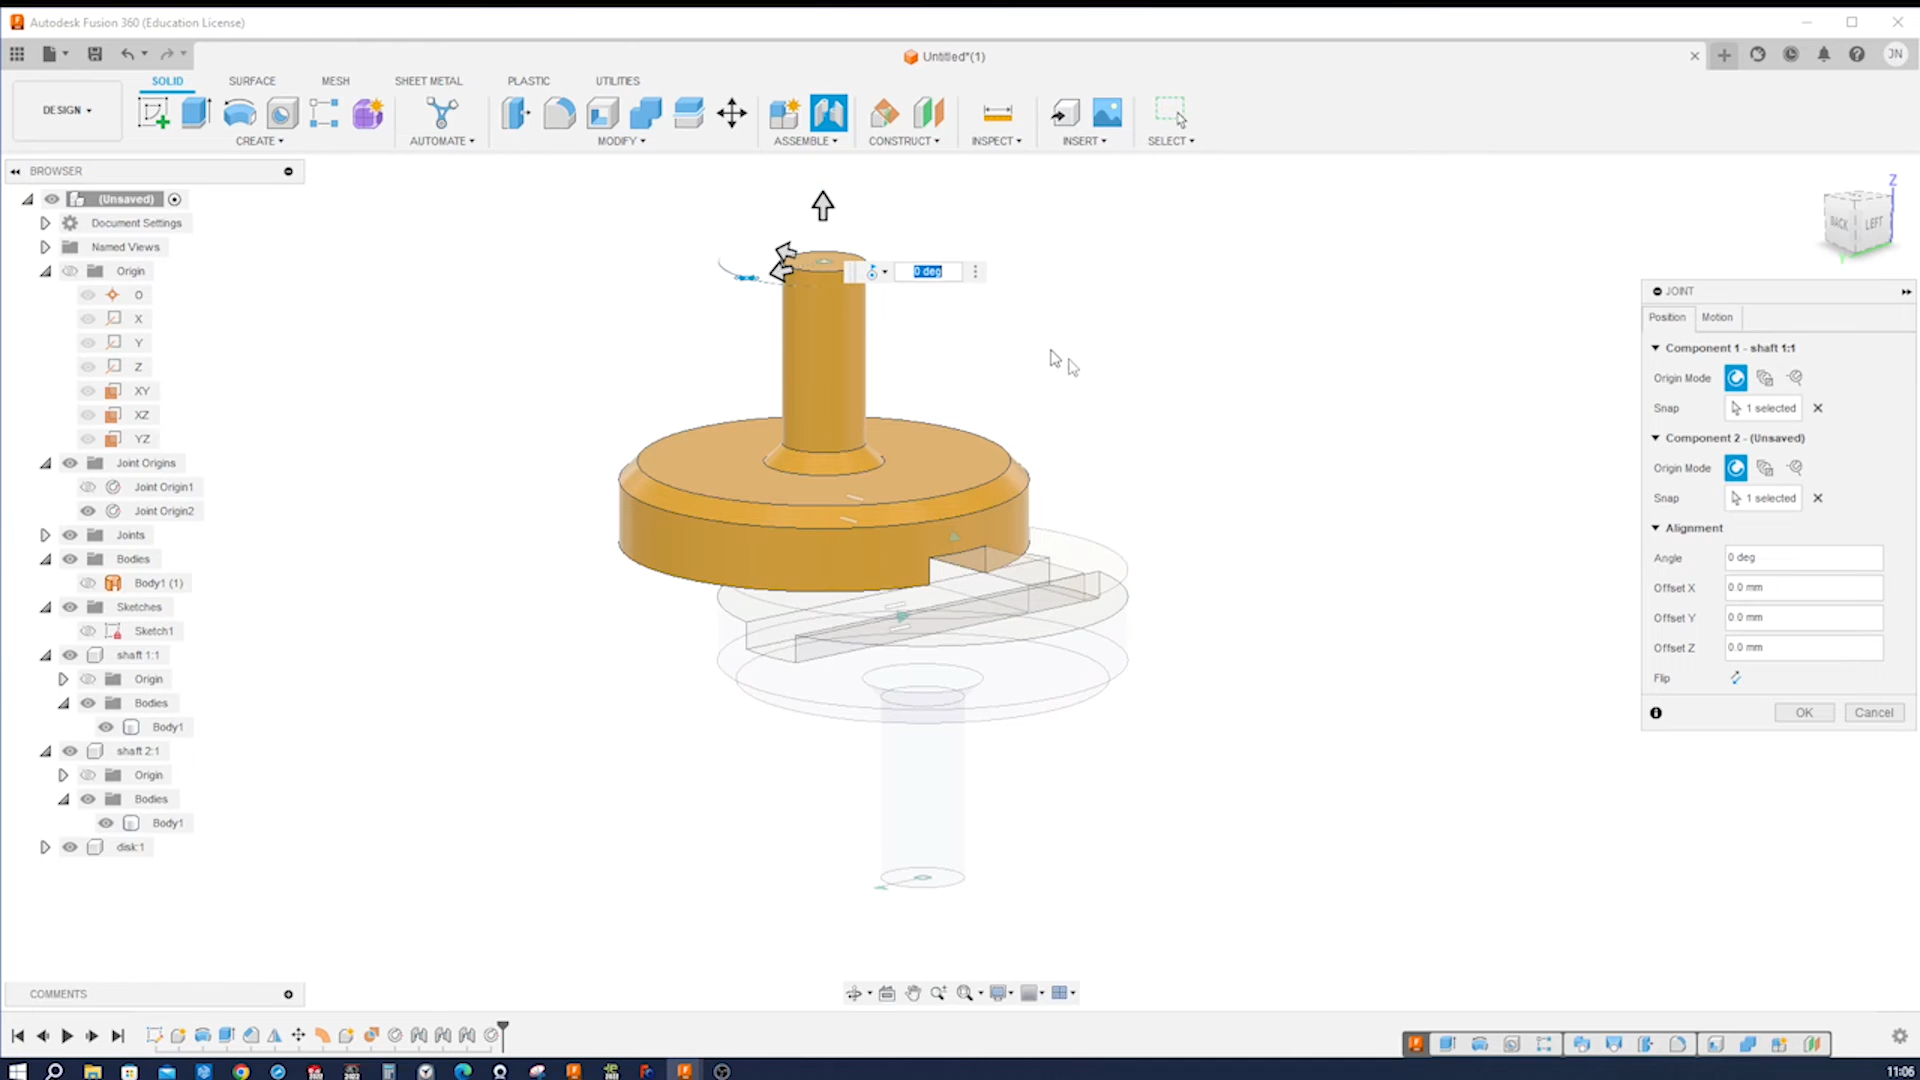 Autodesk Fusion 360 (Education License)
Untitled*(1)
JN
DESIGN
SOLID
SURFACE
MESH
SHEET METAL
PLASTIC
UTILITIES
CREATE
AUTOMATE
MODIFY
ASSEMBLE
CONSTRUCT
INSPECT
INSERT
SELECT
BROWSER
(Unsaved)
Document Settings
Named Views
Origin
O
X
Y
Z
XY
XZ
YZ
Joint Origins
Joint Origin1
Joint Origin2
Joints
Bodies
Body1 (1)
Sketches
Sketch1
shaft 1:1
Origin
Bodies
Body1
shaft 2:1
Origin
Bodies
Body1
disk:1
0 deg
Z
BACK
LEFT
Y
JOINT
Position
Motion
Component 1 - shaft 1:1
Origin Mode
Snap
1 selected
Component 2 - (Unsaved)
Origin Mode
Snap
1 selected
Alignment
Angle
0 deg
Offset X
0.0 mm
Offset Y
0.0 mm
Offset Z
0.0 mm
Flip
OK
Cancel
COMMENTS
11:06